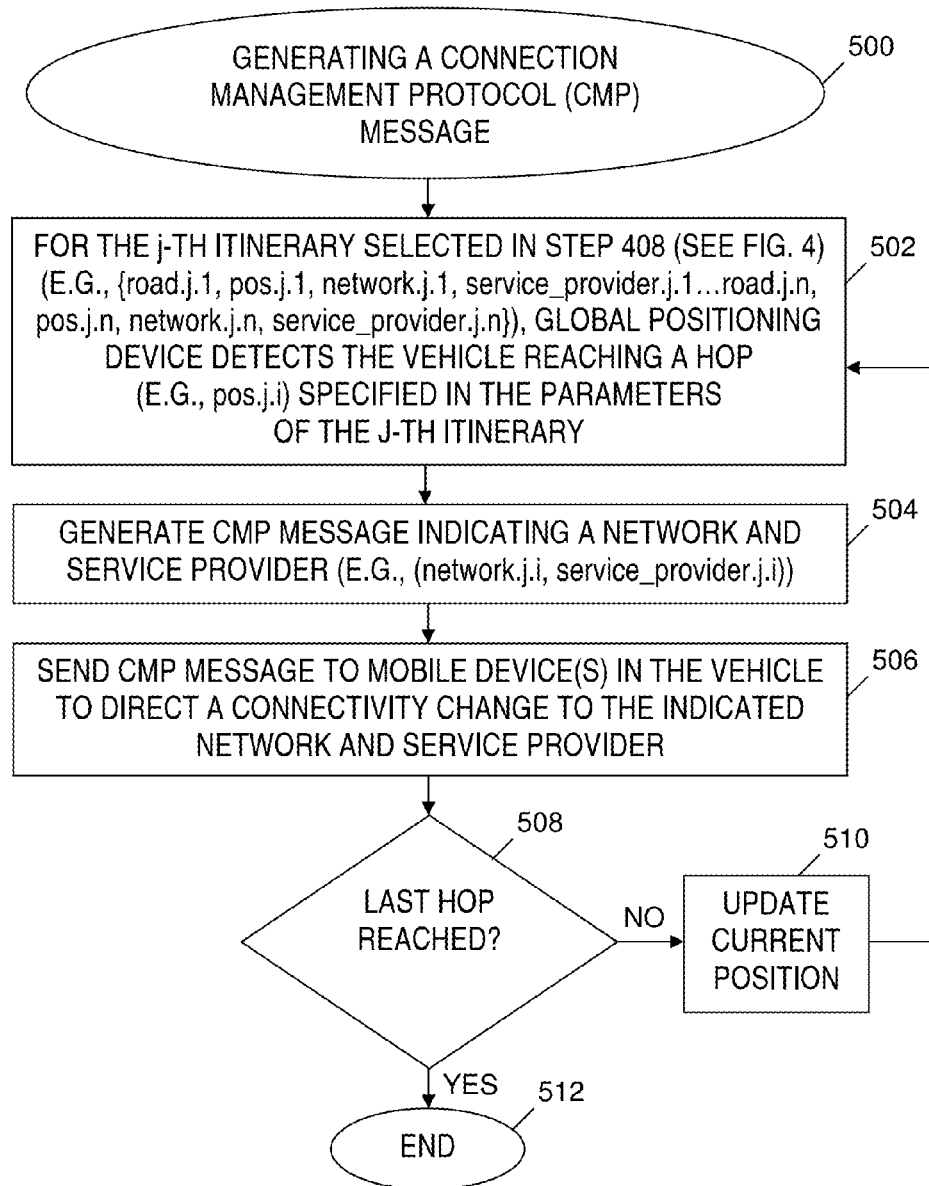 GENERATING A CONNECTION
MANAGEMENT PROTOCOL (CMP)
MESSAGE
500
FOR THE j-TH ITINERARY SELECTED IN STEP 408 (SEE FIG. 4)
(E.G., {road.j.1, pos.j.1, network.j.1, service_provider.j.1...road.j.n,
pos.j.n, network.j.n, service_provider.j.n}), GLOBAL POSITIONING
DEVICE DETECTS THE VEHICLE REACHING A HOP
(E.G., pos.j.i) SPECIFIED IN THE PARAMETERS
OF THE J-TH ITINERARY
502
GENERATE CMP MESSAGE INDICATING A NETWORK AND
SERVICE PROVIDER (E.G., (network.j.i, service_provider.j.i))
504
SEND CMP MESSAGE TO MOBILE DEVICE(S) IN THE VEHICLE
TO DIRECT A CONNECTIVITY CHANGE TO THE INDICATED
NETWORK AND SERVICE PROVIDER
506
LAST HOP
REACHED?
508
NO
UPDATE
CURRENT
POSITION
510
YES
END
512